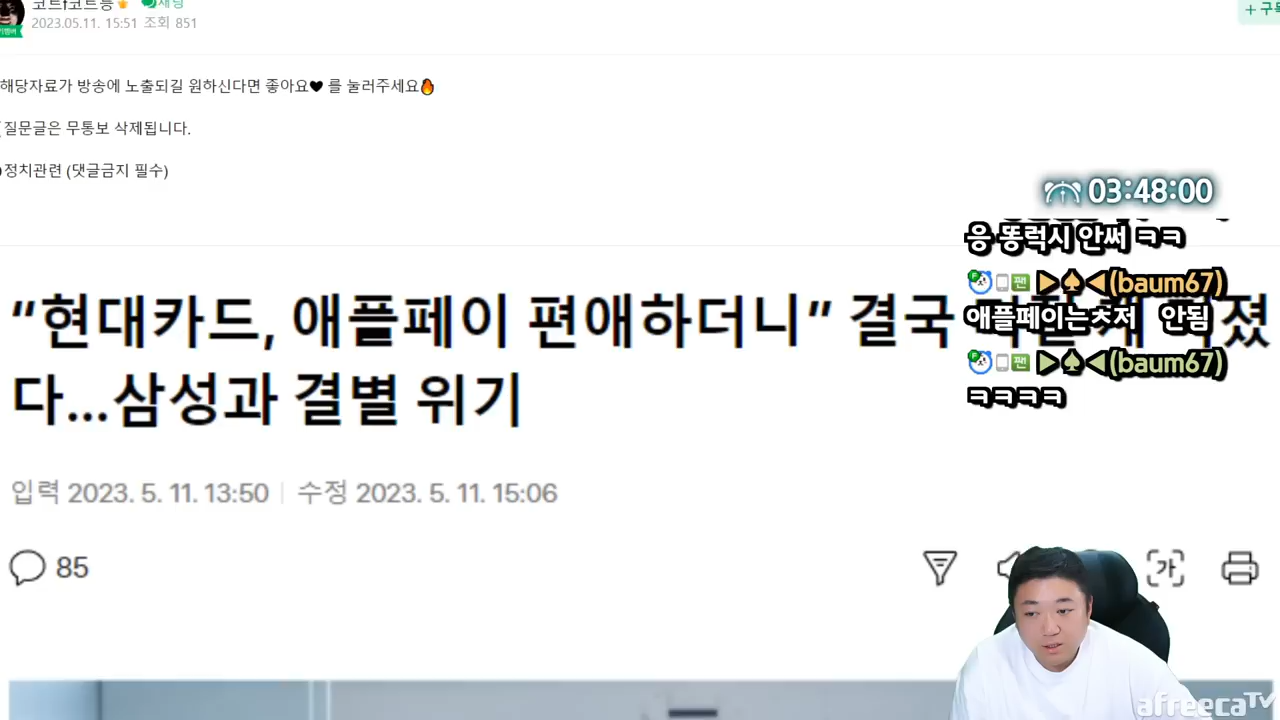 2023.05.11. 15:51 조회 851
채팅
+ 구독
해당자료가 방송에 노출되길 원하신다면 좋아요🖤 를 눌러주세요🔥
질문글은 무통보 삭제됩니다.
정치관련 (댓글금지 필수)
03:48:00
응 똥럭시 안써 ㅋㅋ
▶♠◀(baum67)
애플페이는ㅊ저 안됨
▶♠◀(baum67)
ㅋㅋㅋㅋ
“현대카드, 애플페이 편애하더니” 결국
다...삼성과 결별 위기
입력 2023. 5. 11. 13:50 수정 2023. 5. 11. 15:06
85
가
afreecaTV